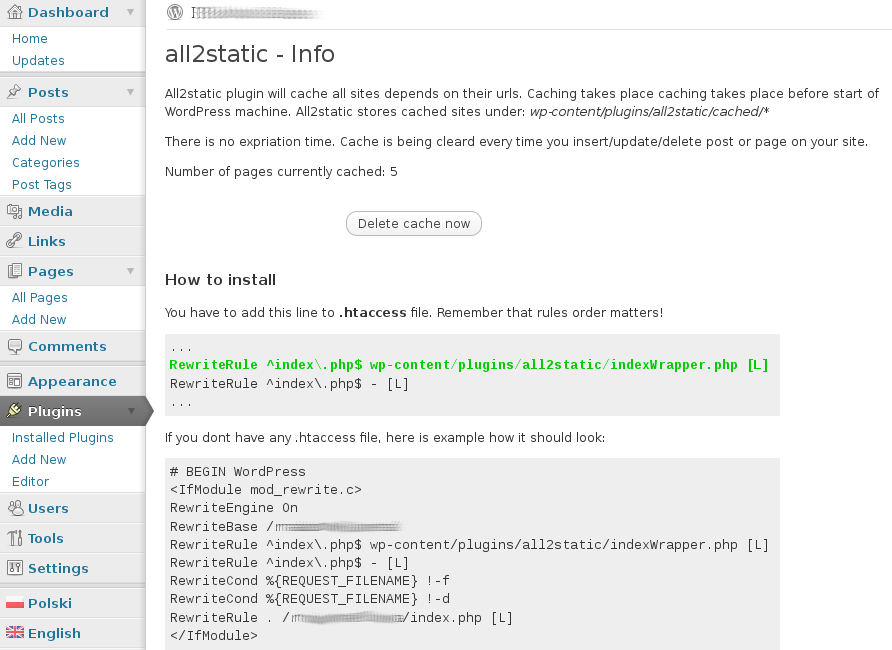 Dashboard
Home
Updates
Posts
All Posts
Add New
Categories
Post Tags
Media
Links
Pages
All Pages
Add New
Comments
Appearance
Plugins
Installed Plugins
Add New
Editor
Users
Tools
Settings
Polski
English
all2static - Info
All2static plugin will cache all sites depends on their urls. Caching takes place caching takes place before start of
WordPress machine. All2static stores cached sites under: wp-content/plugins/all2static/cached/*
There is no expriation time. Cache is being cleard every time you insert/update/delete post or page on your site.
Number of pages currently cached: 5
Delete cache now
How to install
You have to add this line to .htaccess file. Remember that rules order matters!
...
RewriteRule ^index\.php$ wp-content/plugins/all2static/indexWrapper.php [L]
RewriteRule ^index\.php$ - [L]
...
If you dont have any .htaccess file, here is example how it should look:
# BEGIN WordPress
<IfModule mod_rewrite.c>
RewriteEngine On
RewriteBase /
RewriteRule ^index\.php$ wp-content/plugins/all2static/indexWrapper.php [L]
RewriteRule ^index\.php$ - [L]
RewriteCond %{REQUEST_FILENAME} !-f
RewriteCond %{REQUEST_FILENAME} !-d
RewriteRule . / /index.php [L]
</IfModule>